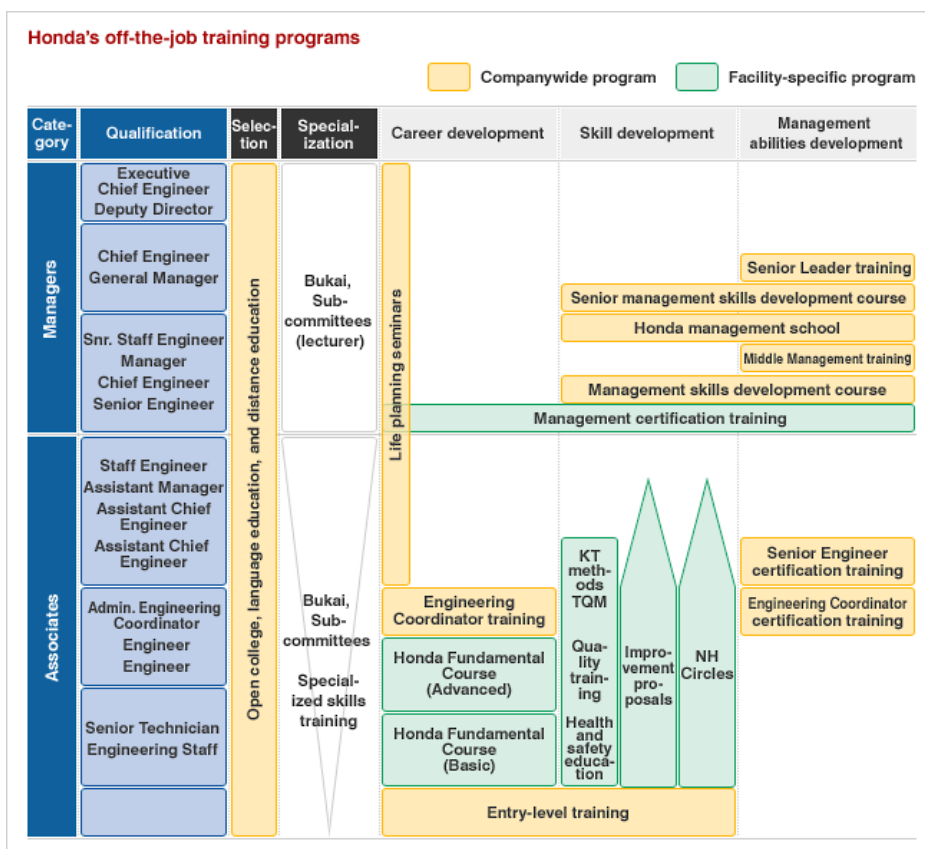 Honda's off-the-job training programs
Companywide program
Facility-specific program
Cate-
gory
Qualification
Selec-
tion
Special-
ization
Career development
Skill development
Management
abilities development
Managers
Executive
Chief Engineer
Deputy Director
Chief Engineer
General Manager
Snr. Staff Engineer
Manager
Chief Engineer
Senior Engineer
Open college, language education, and distance education
Bukai,
Sub-
committees
(lecturer)
Life planning seminars
Senior Leader training
Senior management skills development course
Honda management school
Middle Management training
Management skills development course
Management certification training
Associates
Staff Engineer
Assistant Manager
Assistant Chief
Engineer
Assistant Chief
Engineer
Admin. Engineering
Coordinator
Engineer
Engineer
Senior Technician
Engineering Staff
Bukai,
Sub-
committees
Special-
ized skills
training
Engineering
Coordinator training
Honda Fundamental
Course
(Advanced)
Honda Fundamental
Course
(Basic)
KT
meth-
ods
TQM
Qua-
lity
train-
ing
Health
and
safety
educa-
tion
Impro-
vement
pro-
posals
NH
Circles
Senior Engineer
certification training
Engineering Coordinator
certification training
Entry-level training